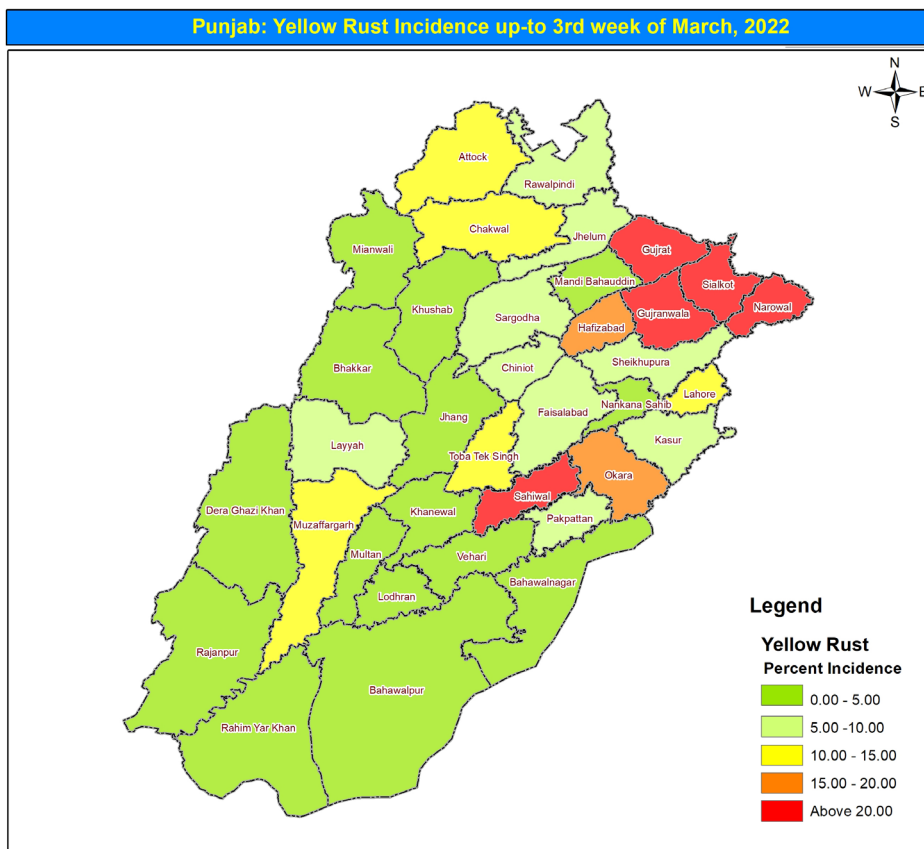 Punjab: Yellow Rust Incidence up-to 3rd week of March, 2022
N
W
E
S
Attock
Rawalpindi
Chakwal
Jhelum
Mianwali
Gujrat
Mandi Bahauddin
Sialkot
Khushab
Narowal
Sargodha
Gujranwala
Hafizabad
Sheikhupura
Bhakkar
Chiniot
Lahore
Nankana Sahib
Faisalabad
Jhang
Kasur
Layyah
Toba Tek Singh
Okara
Sahiwal
Dera Ghazi Khan
Khanewal
Pakpattan
Muzaffargarh
Multan
Vehari
Bahawalnagar
Lodhran
Rajanpur
Bahawalpur
Rahim Yar Khan
Legend
Yellow Rust
Percent Incidence
0.00 - 5.00
5.00 -10.00
10.00 - 15.00
15.00 - 20.00
Above 20.00